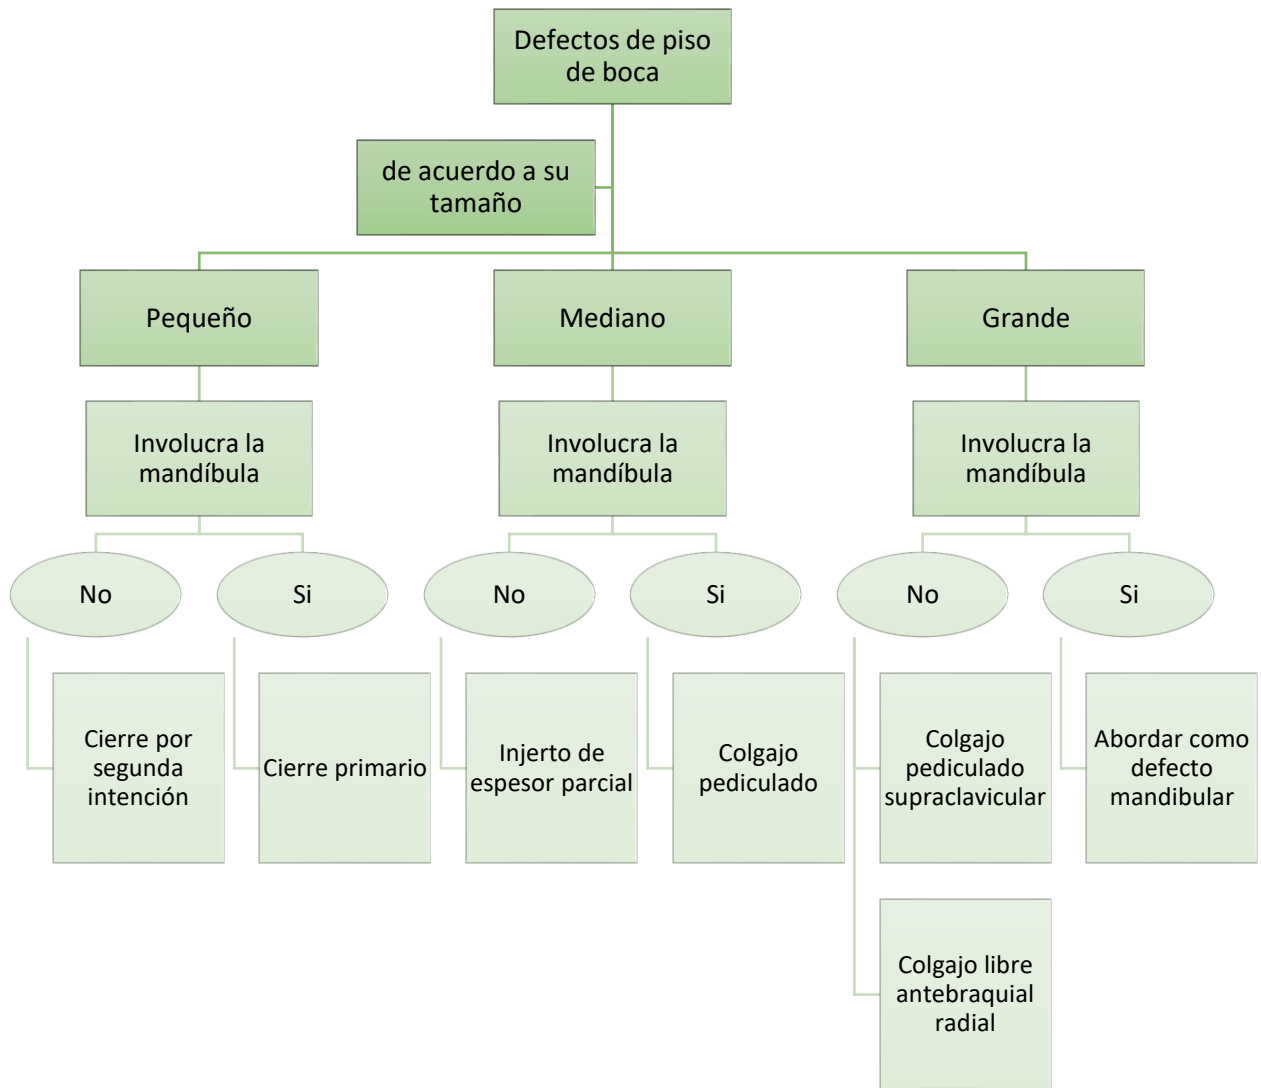 Defectos de piso
de boca
de acuerdo a su
tamaño
Pequeño
Mediano
Grande
Involucra la
mandíbula
Involucra la
mandíbula
Involucra la
mandíbula
No
Si
No
Si
No
Si
Cierre por
segunda
intención
Cierre primario
Injerto de
espesor parcial
Colgajo
pediculado
Colgajo
pediculado
supraclavicular
Abordar como
defecto
mandibular
Colgajo libre
antebraquial
radial